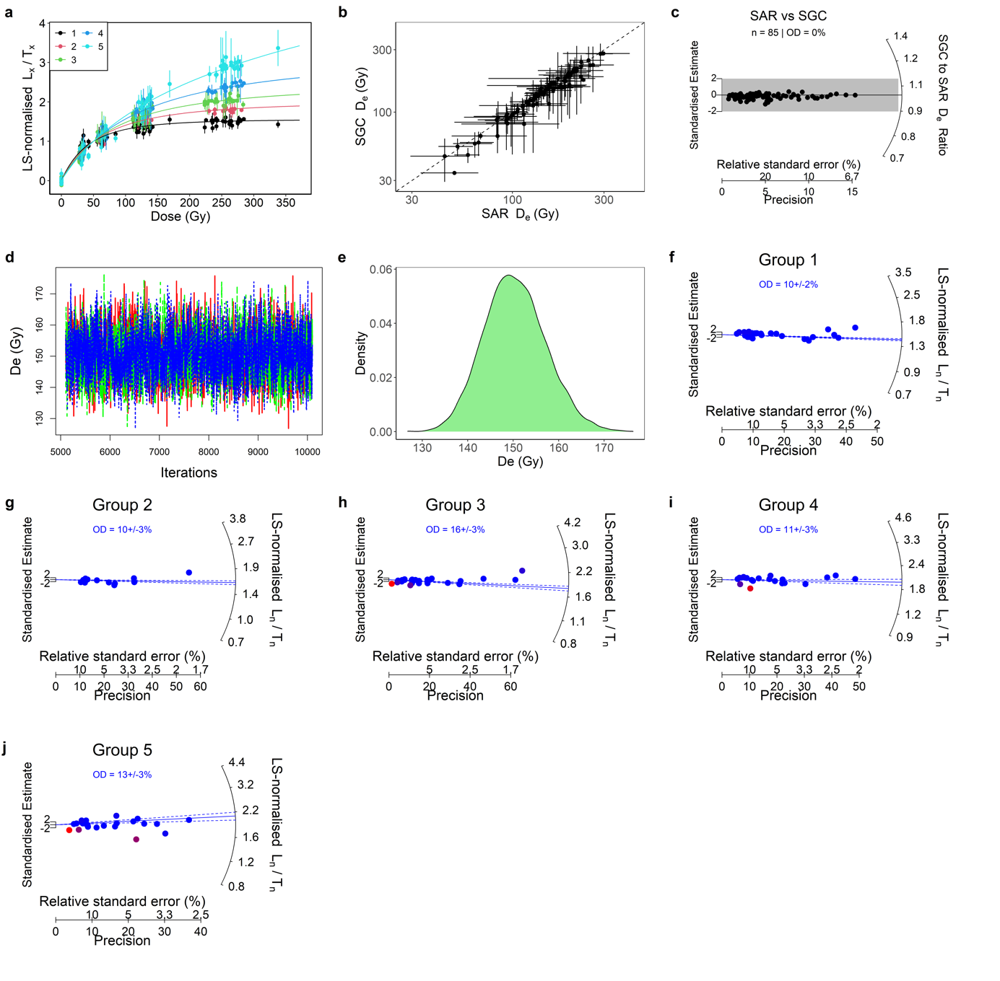 a
LS-normalised Lx / Tx
4
3
2
1
0
1
2
3
4
5
0 50 100 150 200 250 300 350
Dose (Gy)
b
SGC De (Gy)
300
100
30
30 100 300
SAR De (Gy)
c
SAR vs SGC
n = 85 | OD = 0%
Standardised Estimate
2
0
-2
1.4
1.2
1.1
0.9
0.8
0.7
SGC to SAR De Ratio
Relative standard error (%)
20 10 6.7
0 5 10 15
Precision
d
De (Gy)
170
160
150
140
130
5000 6000 7000 8000 9000 10000
Iterations
e
Density
0.06
0.04
0.02
0.00
130 140 150 160 170
De (Gy)
f
Group 1
OD = 10+/-2%
Standardised Estimate
2
-2
3.5
2.5
1.8
1.3
0.9
0.7
LS-normalised Ln / Tn
Relative standard error (%)
10 5 3.3 2.5 2
0 10 20 30 40 50
Precision
g
Group 2
OD = 10+/-3%
Standardised Estimate
2
-2
3.8
2.7
1.9
1.4
1.0
0.7
LS-normalised Ln / Tn
Relative standard error (%)
10 5 3.3 2.5 2 1.7
0 10 20 30 40 50 60
Precision
h
Group 3
OD = 16+/-3%
Standardised Estimate
2
-2
4.2
3.0
2.2
1.6
1.1
0.8
LS-normalised Ln / Tn
Relative standard error (%)
5 2.5 1.7
0 20 40 60
Precision
i
Group 4
OD = 11+/-3%
Standardised Estimate
2
-2
4.6
3.3
2.4
1.8
1.2
0.9
LS-normalised Ln / Tn
Relative standard error (%)
10 5 3.3 2.5 2
0 10 20 30 40 50
Precision
j
Group 5
OD = 13+/-3%
Standardised Estimate
2
-2
4.4
3.2
2.2
1.6
1.2
0.8
LS-normalised Ln / Tn
Relative standard error (%)
10 5 3.3 2.5
0 10 20 30 40
Precision